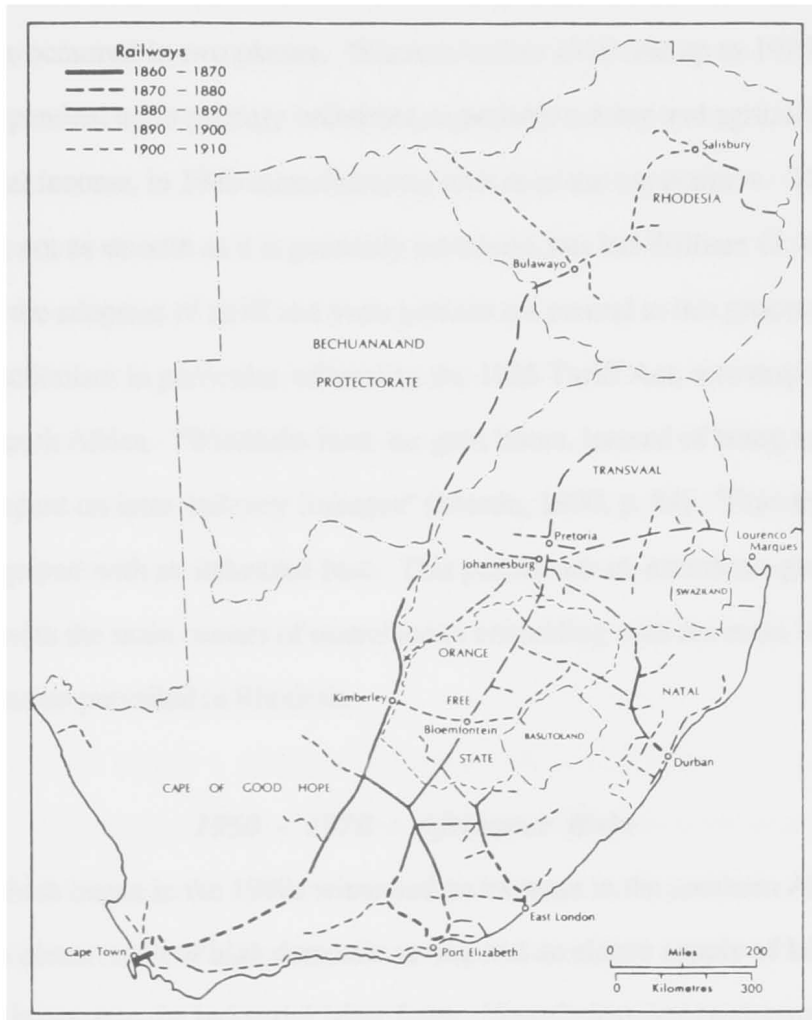 Railways
1860 - 1870
1870 - 1880
1880 - 1890
1890 - 1900
1900 - 1910
Salisbury
RHODESIA
Bulawayo
BECHUANALAND
PROTECTORATE
TRANSVAAL
Pretoria
Lourenco
Marques
Johannesburg
SWAZILAND
ORANGE
Kimberley
FREE
NATAL
Bloemfontein
BASUTOLAND
STATE
Durban
CAPE OF GOOD HOPE
East London
Cape Town
Port Elizabeth
0 Miles 200
0 Kilometres 300